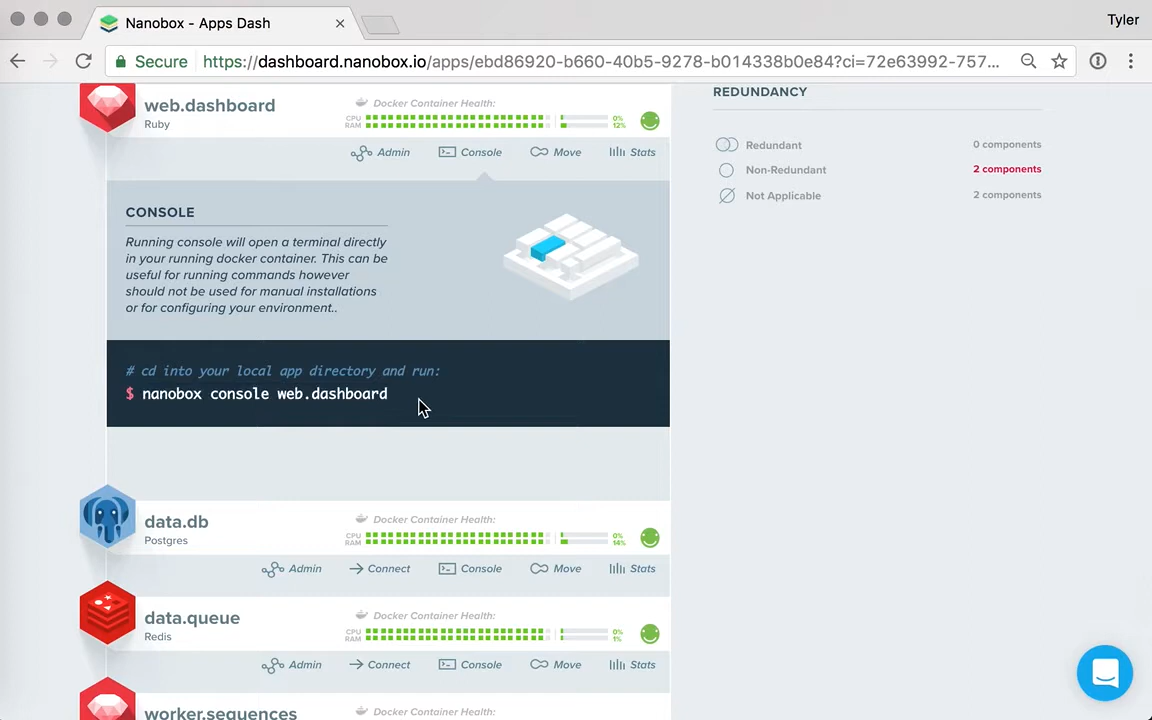 Nanobox - Apps Dash
Tyler
Secure
https://dashboard.nanobox.io/apps/ebd86920-b660-40b5-9278-b014338b0e84?ci=72e63992-757...
web.dashboard
Ruby
Docker Container Health:
CPU
RAM
0%
12%
Admin
Console
Move
Stats
CONSOLE
Running console will open a terminal directly
in your running docker container. This can be
useful for running commands however
should not be used for manual installations
or for configuring your environment..
# cd into your local app directory and run:
$ nanobox console web.dashboard
data.db
Postgres
Docker Container Health:
CPU
RAM
0%
14%
Admin
Connect
Console
Move
Stats
data.queue
Redis
Docker Container Health:
CPU
RAM
0%
1%
Admin
Connect
Console
Move
Stats
worker.sequences
Docker Container Health:
REDUNDANCY
Redundant
0 components
Non-Redundant
2 components
Not Applicable
2 components